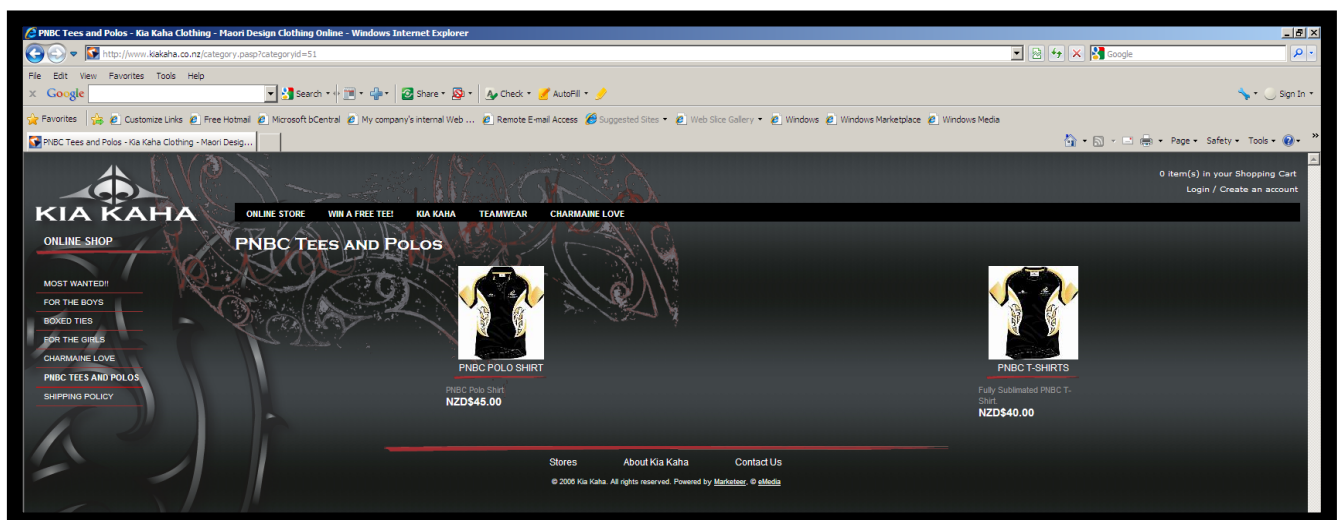 PNBC Tees and Polos - Kia Kaha Clothing - Maori Design Clothing Online - Windows Internet Explorer
http://www.kiakaha.co.nz/category.pasp?categoryid=51
Google
File Edit View Favorites Tools Help
x Google Search Share Check AutoFill Sign In
Favorites Customize Links Free Hotmail Microsoft bCentral My company's internal Web ... Remote E-mail Access Suggested Sites Web Slice Gallery Windows Windows Marketplace Windows Media
PNBC Tees and Polos - Kia Kaha Clothing - Maori Desig... Page Safety Tools
0 item(s) in your Shopping Cart
Login / Create an account
KIA KAHA
ONLINE STORE WIN A FREE TEE! KIA KAHA TEAMWEAR CHARMAINE LOVE
ONLINE SHOP
MOST WANTED!!
FOR THE BOYS
BOXED TIES
FOR THE GIRLS
CHARMAINE LOVE
PNBC TEES AND POLOS
SHIPPING POLICY
PNBC TEES AND POLOS
PNBC POLO SHIRT
PNBC Polo Shirt
NZD$45.00
PNBC T-SHIRTS
Fully Sublimated PNBC T-
Shirt.
NZD$40.00
Stores About Kia Kaha Contact Us
© 2006 Kia Kaha. All rights reserved. Powered by Marketeer, © eMedia